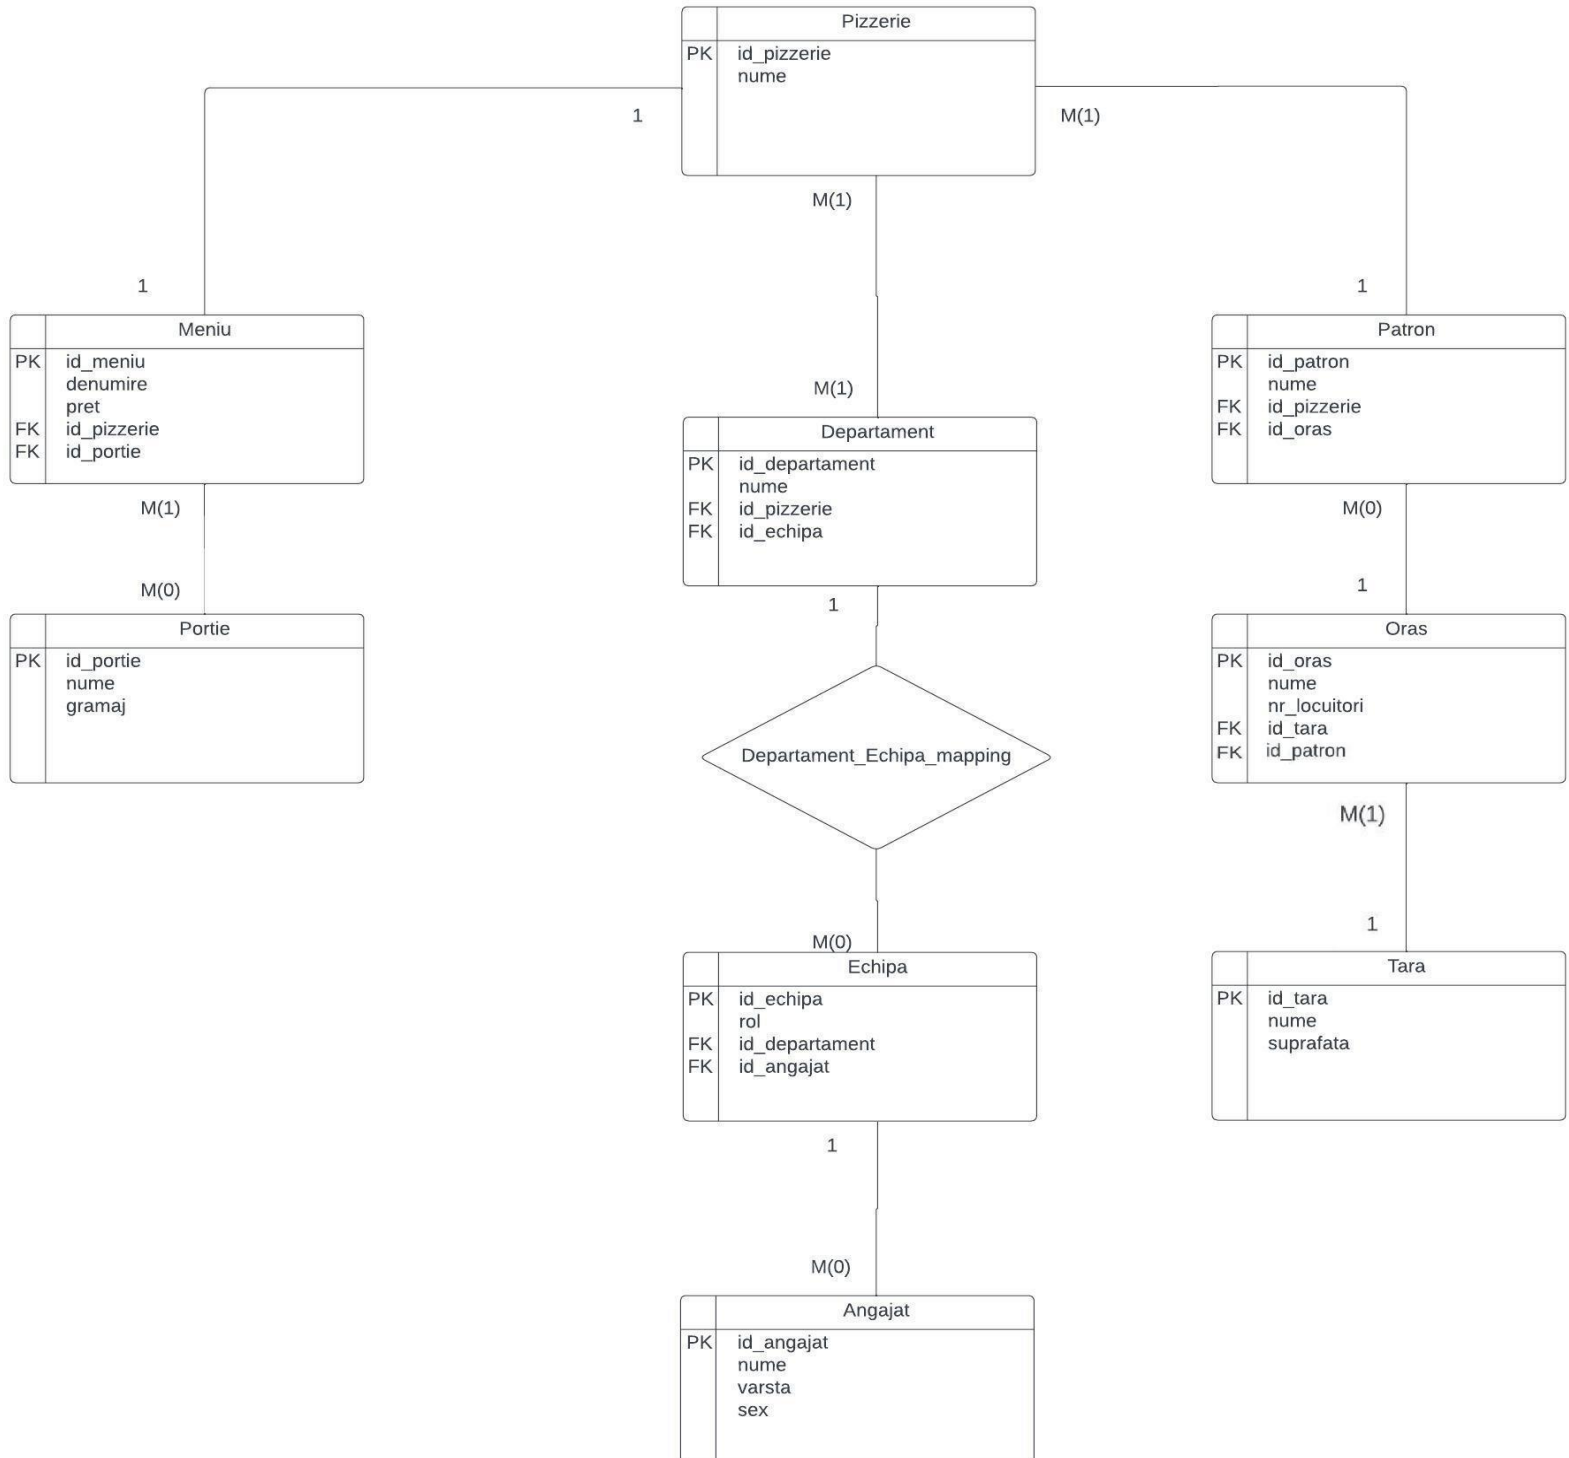 Pizzerie
PK id_pizzerie
nume
1
M(1)
M(1)
1
Meniu
PK id_meniu
denumire
pret
FK id_pizzerie
FK id_portie
M(1)
M(0)
Portie
PK id_portie
nume
gramaj
M(1)
Departament
PK id_departament
nume
FK id_pizzerie
FK id_echipa
1
Departament_Echipa_mapping
M(0)
Echipa
PK id_echipa
rol
FK id_departament
FK id_angajat
1
M(0)
Angajat
PK id_angajat
nume
varsta
sex
1
Patron
PK id_patron
nume
FK id_pizzerie
FK id_oras
M(0)
1
Oras
PK id_oras
nume
nr_locuitori
FK id_tara
FK id_patron
M(1)
1
Tara
PK id_tara
nume
suprafata